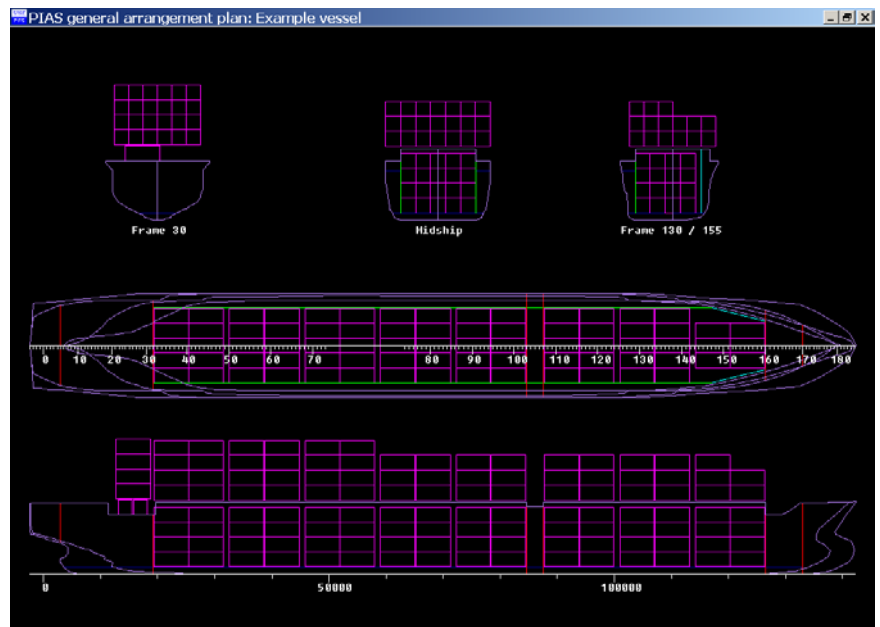 PIAS general arrangement plan: Example vessel
Frame 30
Midship
Frame 130 / 155
0 10 20 30 40 50 60 70 80 90 100 110 120 130 140 150 160 170 180
0 50000 100000